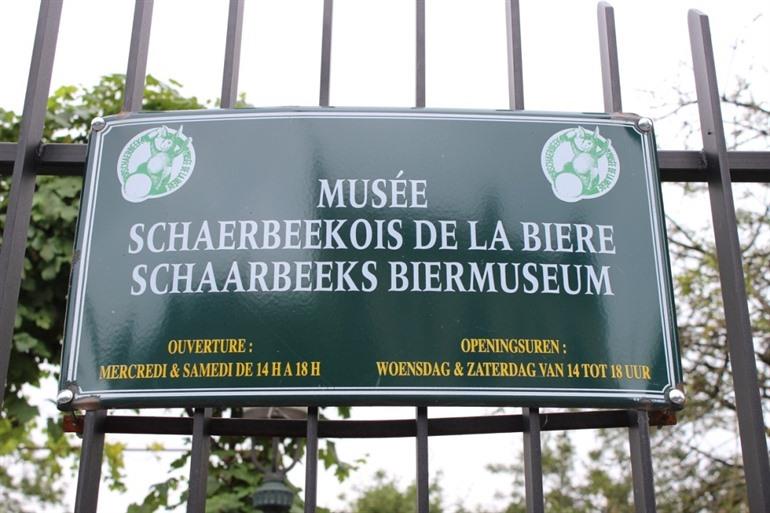 MUSÉE
SCHAERBEEKOIS DE LA BIERE
SCHAARBEEKS BIERMUSEUM
OUVERTURE :
MERCREDI & SAMEDI DE 14 H A 18 H
OPENINGSUREN :
WOENSDAG & ZATERDAG VAN 14 TOT 18 UUR